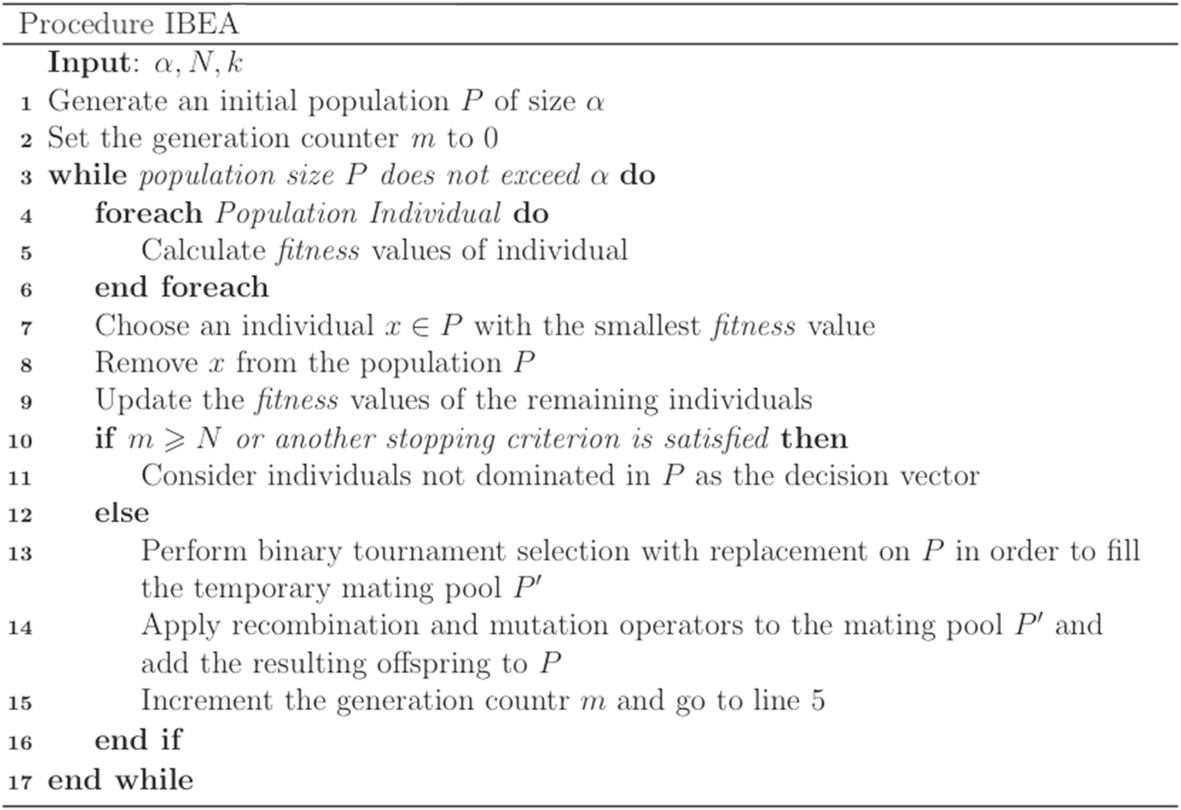 Procedure IBEA
Input: α, N, k
1 Generate an initial population P of size α
2 Set the generation counter m to 0
3 while population size P does not exceed α do
4 foreach Population Individual do
5 Calculate fitness values of individual
6 end foreach
7 Choose an individual x ∈ P with the smallest fitness value
8 Remove x from the population P
9 Update the fitness values of the remaining individuals
10 if m ⩾ N or another stopping criterion is satisfied then
11 Consider individuals not dominated in P as the decision vector
12 else
13 Perform binary tournament selection with replacement on P in order to fill
the temporary mating pool P′
14 Apply recombination and mutation operators to the mating pool P′ and
add the resulting offspring to P
15 Increment the generation countr m and go to line 5
16 end if
17 end while